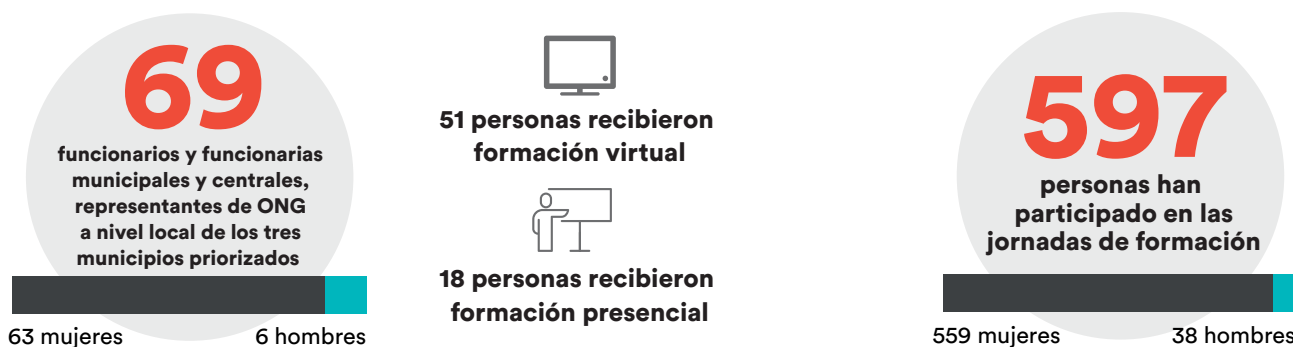 69
funcionarios y funcionarias
municipales y centrales,
representantes de ONG
a nivel local de los tres
municipios priorizados
63 mujeres
6 hombres
51 personas recibieron
formación virtual
18 personas recibieron
formación presencial
597
personas han
participado en las
jornadas de formación
559 mujeres
38 hombres